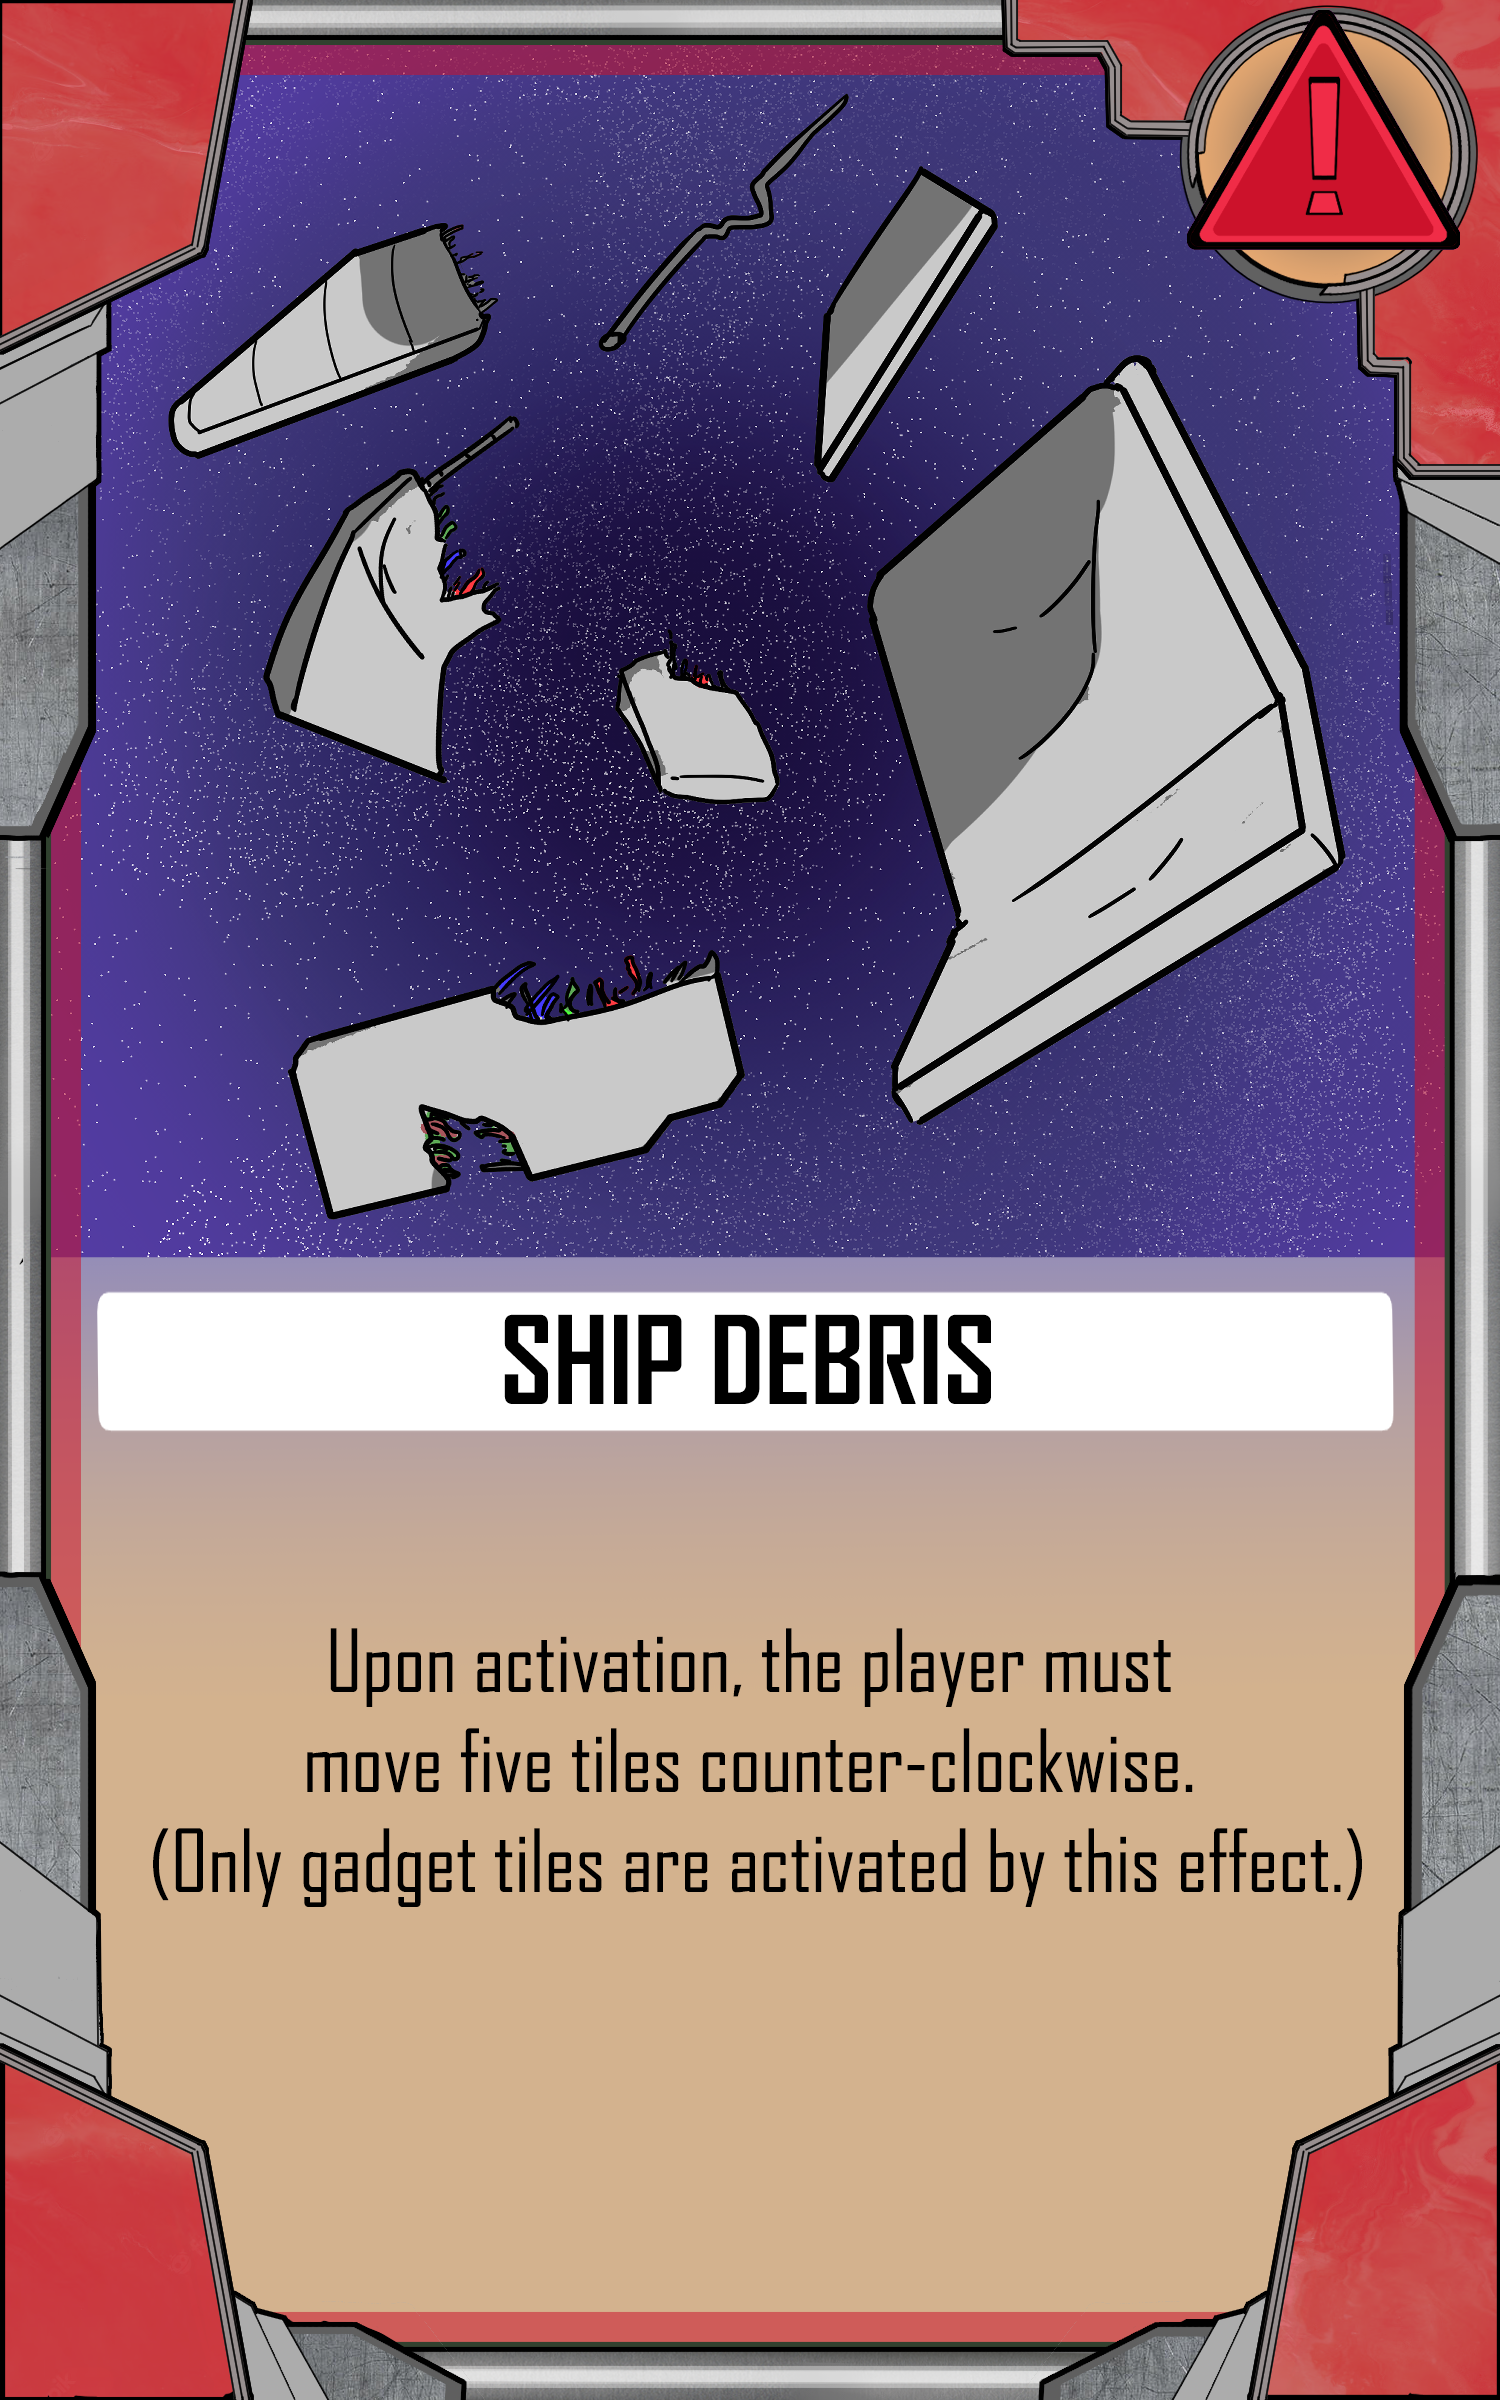 !
SHIP DEBRIS
Upon activation, the player must
move five tiles counter-clockwise.
(Only gadget tiles are activated by this effect.)